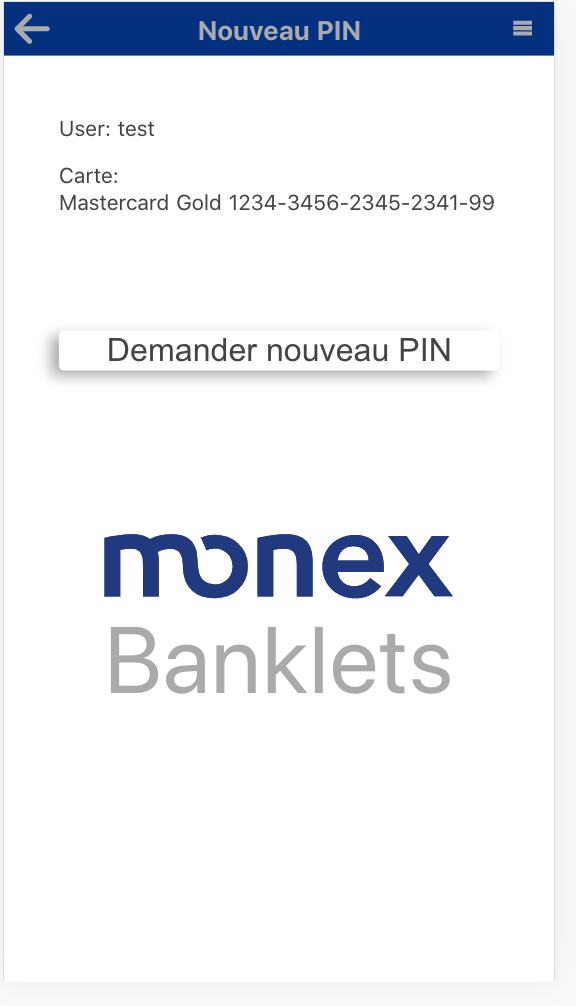 Nouveau PIN
User: test
Carte:
Mastercard Gold 1234-3456-2345-2341-99
Demander nouveau PIN
monex
Banklets